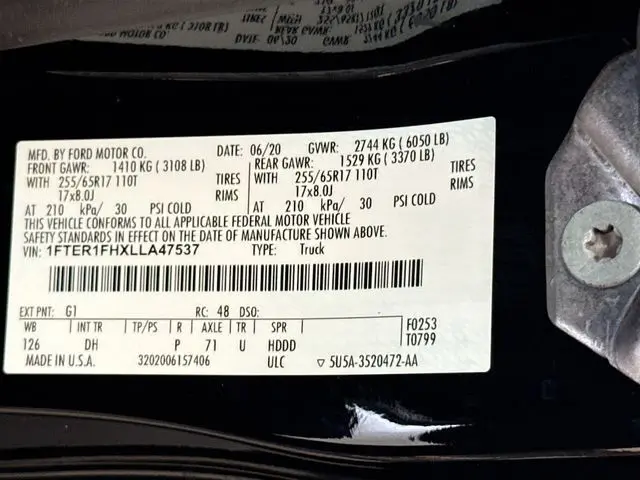 MFD. BY FORD MOTOR CO. DATE: 06/20 GVWR: 2744 KG ( 6050 LB)
FRONT GAWR: 1410 KG ( 3108 LB) REAR GAWR: 1529 KG ( 3370 LB)
WITH 255/65R17 110T TIRES WITH 255/65R17 110T TIRES
17x8.0J RIMS 17x8.0J RIMS
AT 210 kPa/ 30 PSI COLD AT 210 kPa/ 30 PSI COLD
THIS VEHICLE CONFORMS TO ALL APPLICABLE FEDERAL MOTOR VEHICLE
SAFETY STANDARDS IN EFFECT ON THE DATE OF MANUFACTURE SHOWN ABOVE.
VIN: 1FTER1FHXLLA47537 TYPE: Truck
EXT PNT: G1 RC: 48 DSO:
WB INT TR TP/PS R AXLE TR SPR F0253
126 DH P 71 U HDDD T0799
MADE IN U.S.A. 3202006157406 ULC ▽ 5U5A-3520472-AA